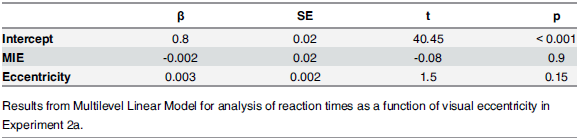 β SE t p
Intercept 0.8 0.02 40.45 < 0.001
MIE -0.002 0.02 -0.08 0.9
Eccentricity 0.003 0.002 1.5 0.15
Results from Multilevel Linear Model for analysis of reaction times as a function of visual eccentricity in
Experiment 2a.